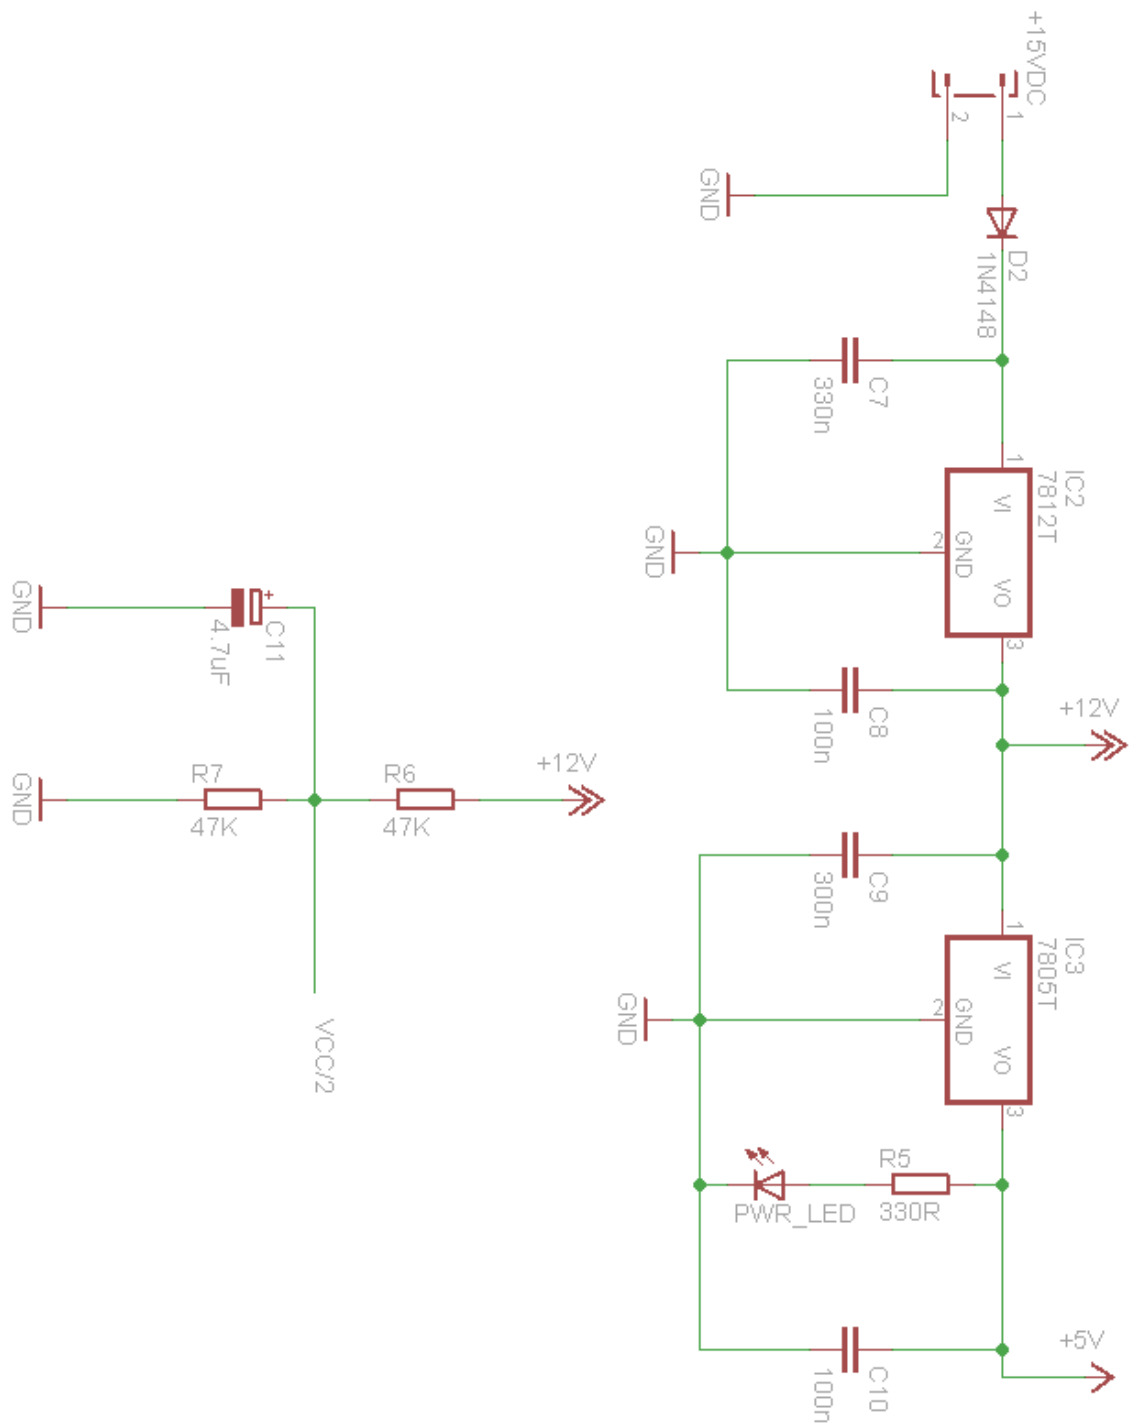 +15VDC
1
2
GND
D2
1N4148
C7
330n
IC2
7812T
1
VI
GND
2
VO
3
GND
C8
100n
+12V
C9
300n
IC3
7805T
1
VI
GND
2
VO
3
GND
R5
330R
PWR_LED
C10
100n
+5V
GND
C11
+
4.7uF
GND
R7
47K
R6
47K
+12V
VCC/2